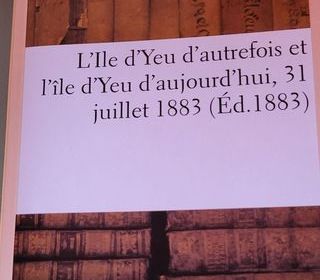 L'Ile d'Yeu d'autrefois et
l'île d'Yeu d'aujourd'hui, 31
juillet 1883 (Éd.1883)